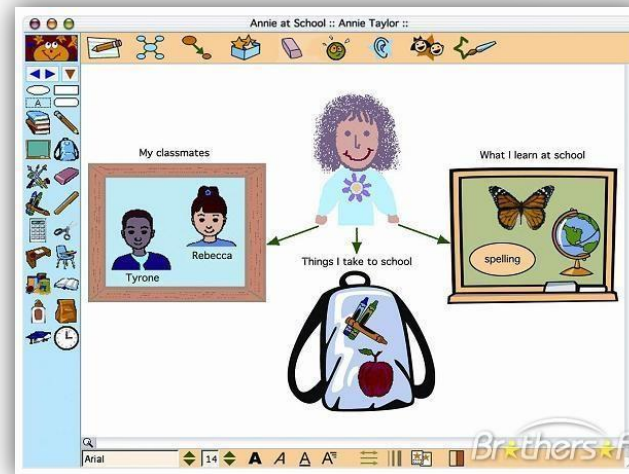 Annie at School :: Annie Taylor ::
A
My classmates
What I learn at school
Tyrone
Rebecca
Things I take to school
spelling
Arial
14
A A A A